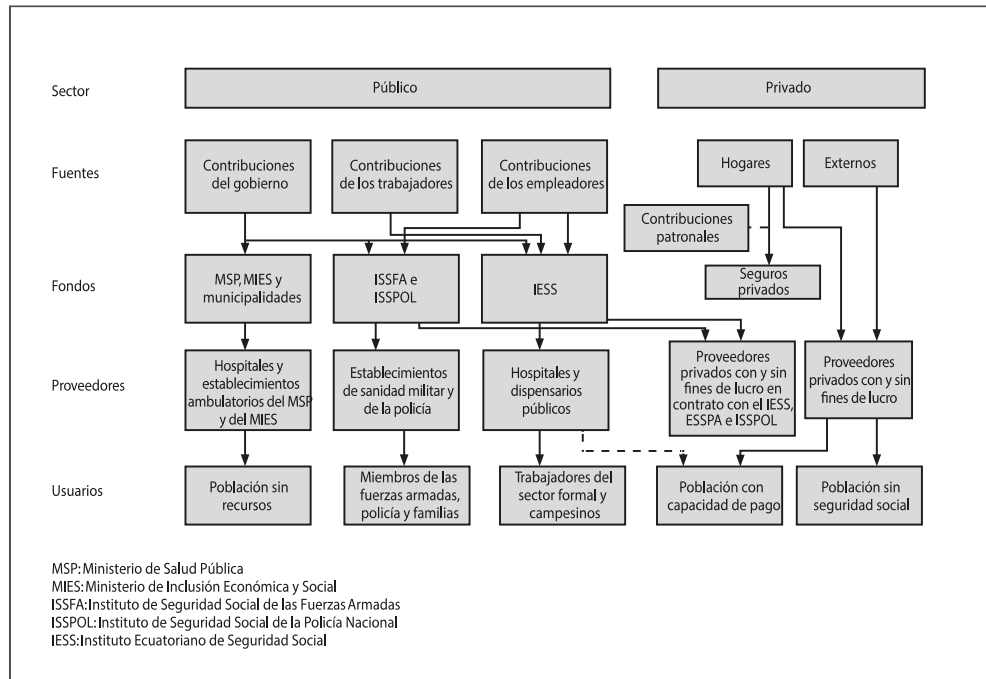 Sector
Público
Privado
Fuentes
Contribuciones
del gobierno
Contribuciones
de los trabajadores
Contribuciones
de los empleadores
Hogares
Externos
Contribuciones
patronales
Fondos
MSP, MIES y
municipalidades
ISSFA e
ISSPOL
IESS
Seguros
privados
Proveedores
Hospitales y
establecimientos
ambulatorios del MSP
y del MIES
Establecimientos
de sanidad militar y
de la policía
Hospitales y
dispensarios
públicos
Proveedores
privados con y sin
fines de lucro en
contrato con el IESS,
ESSPA e ISSPOL
Proveedores
privados con y sin
fines de lucro
Usuarios
Población sin
recursos
Miembros de las
fuerzas armadas,
policía y familias
Trabajadores del
sector formal y
campesinos
Población con
capacidad de pago
Población sin
seguridad social
MSP: Ministerio de Salud Pública
MIES: Ministerio de Inclusión Económica y Social
ISSFA: Instituto de Seguridad Social de las Fuerzas Armadas
ISSPOL: Instituto de Seguridad Social de la Policía Nacional
IESS: Instituto Ecuatoriano de Seguridad Social